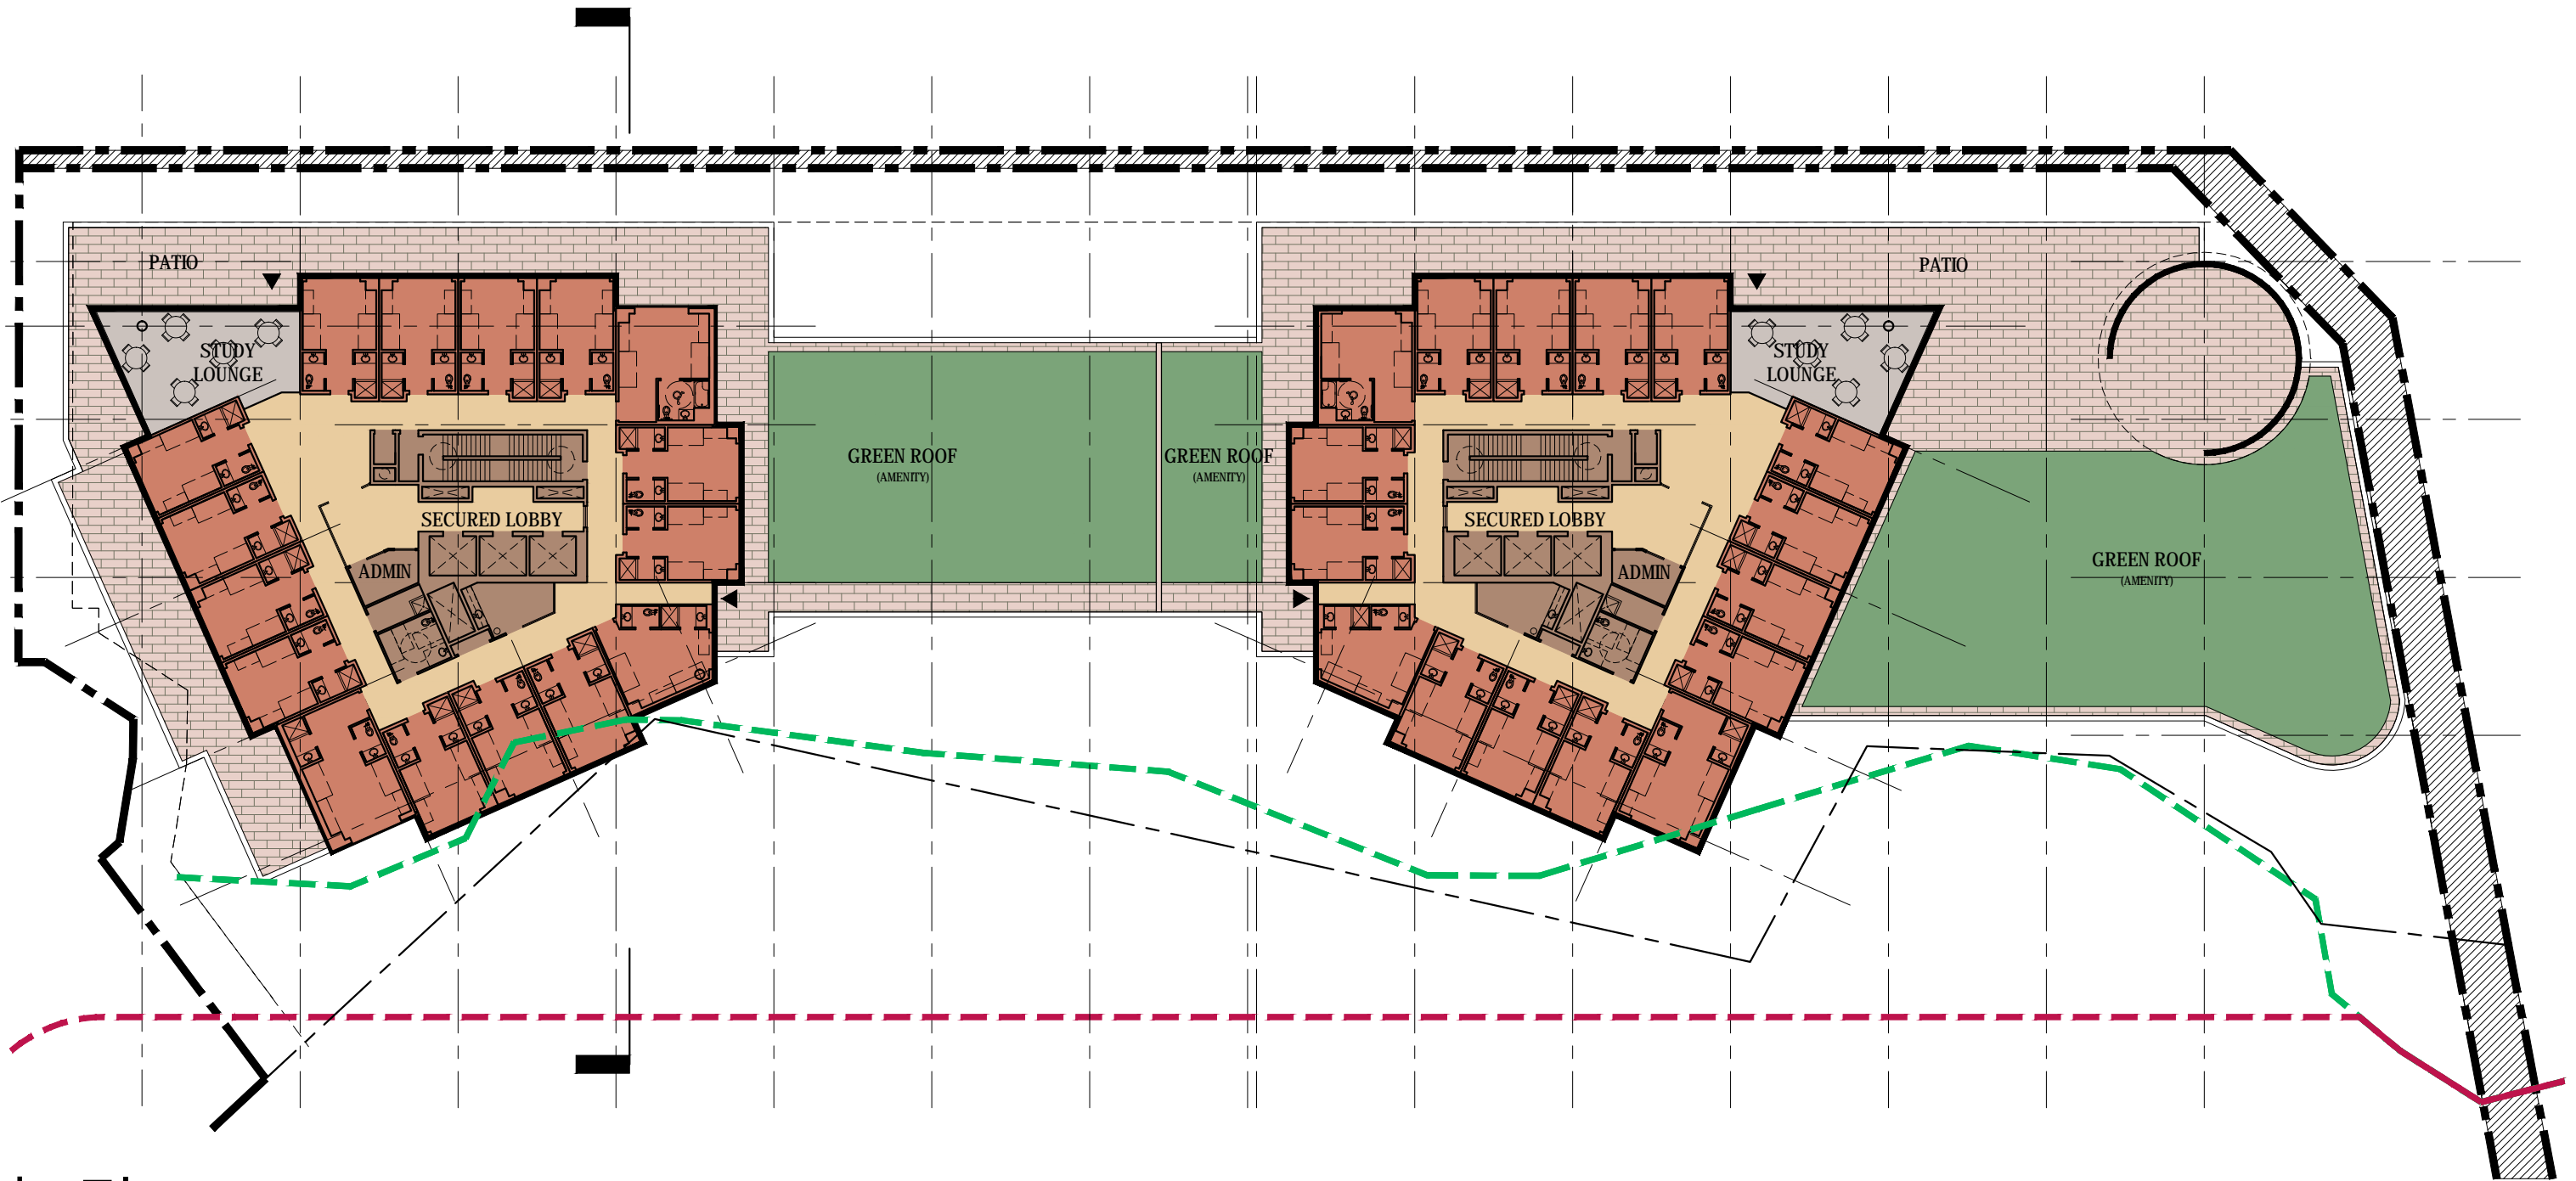 PATIO
PATIO
STUDY
LOUNGE
STUDY
LOUNGE
GREEN ROOF
(AMENITY)
GREEN ROOF
(AMENITY)
SECURED LOBBY
SECURED LOBBY
ADMIN
ADMIN
GREEN ROOF
(AMENITY)